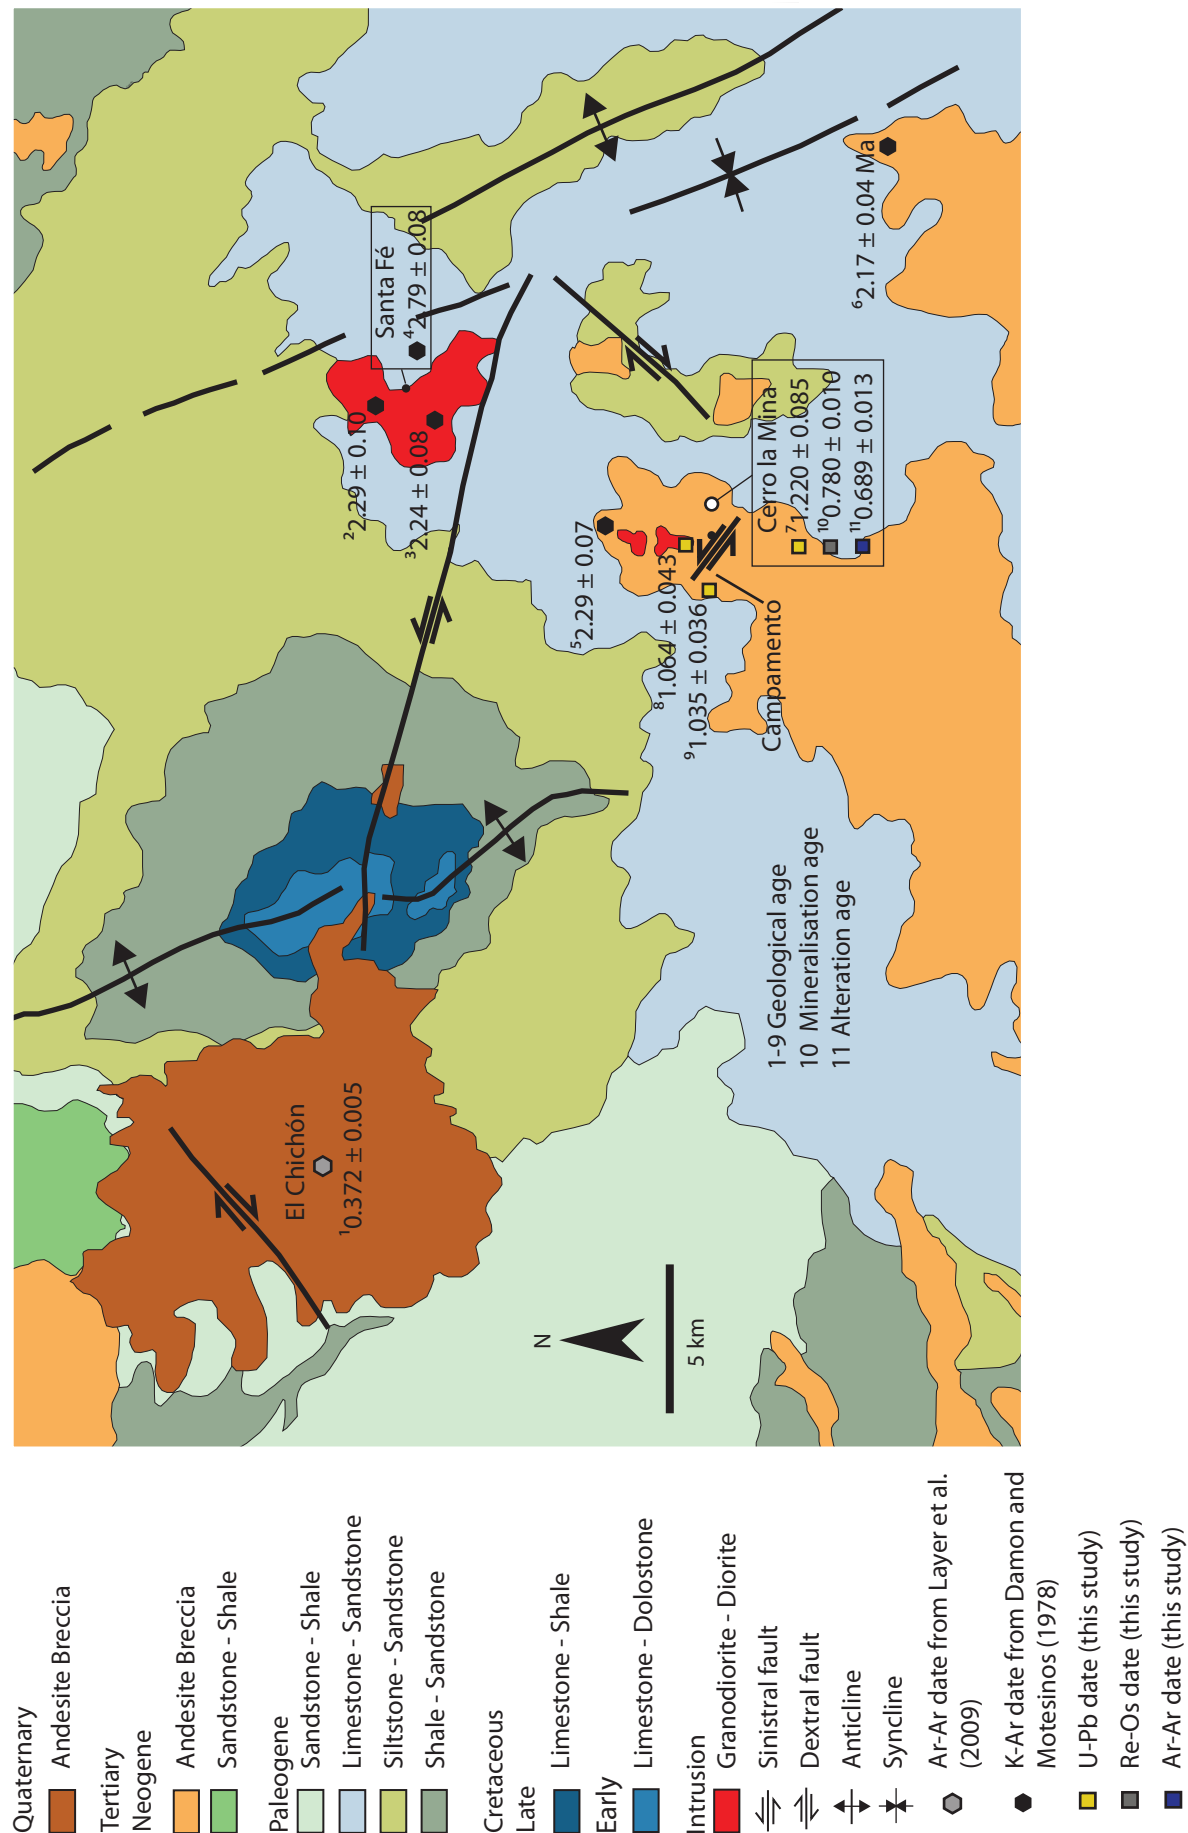 Santa Fé
⁴2.79 ± 0.08
²2.29 ± 0.10
³2.24 ± 0.08
⁶2.17 ± 0.04 Ma
⁵2.29 ± 0.07
⁸1.064 ± 0.043
⁹1.035 ± 0.036
Cerro la Mina
⁷1.220 ± 0.085
¹⁰0.780 ± 0.010
¹¹0.689 ± 0.013
Campamento
El Chichón
¹0.372 ± 0.005
1-9 Geological age
10 Mineralisation age
11 Alteration age
N
5 km
Quaternary
Andesite Breccia
Tertiary
Neogene
Andesite Breccia
Sandstone - Shale
Paleogene
Sandstone - Shale
Limestone - Sandstone
Siltstone - Sandstone
Shale - Sandstone
Cretaceous
Late
Limestone - Shale
Early
Limestone - Dolostone
Intrusion
Granodiorite - Diorite
Sinistral fault
Dextral fault
Anticline
Syncline
Ar-Ar date from Layer et al.
(2009)
K-Ar date from Damon and
Motesinos (1978)
U-Pb date (this study)
Re-Os date (this study)
Ar-Ar date (this study)